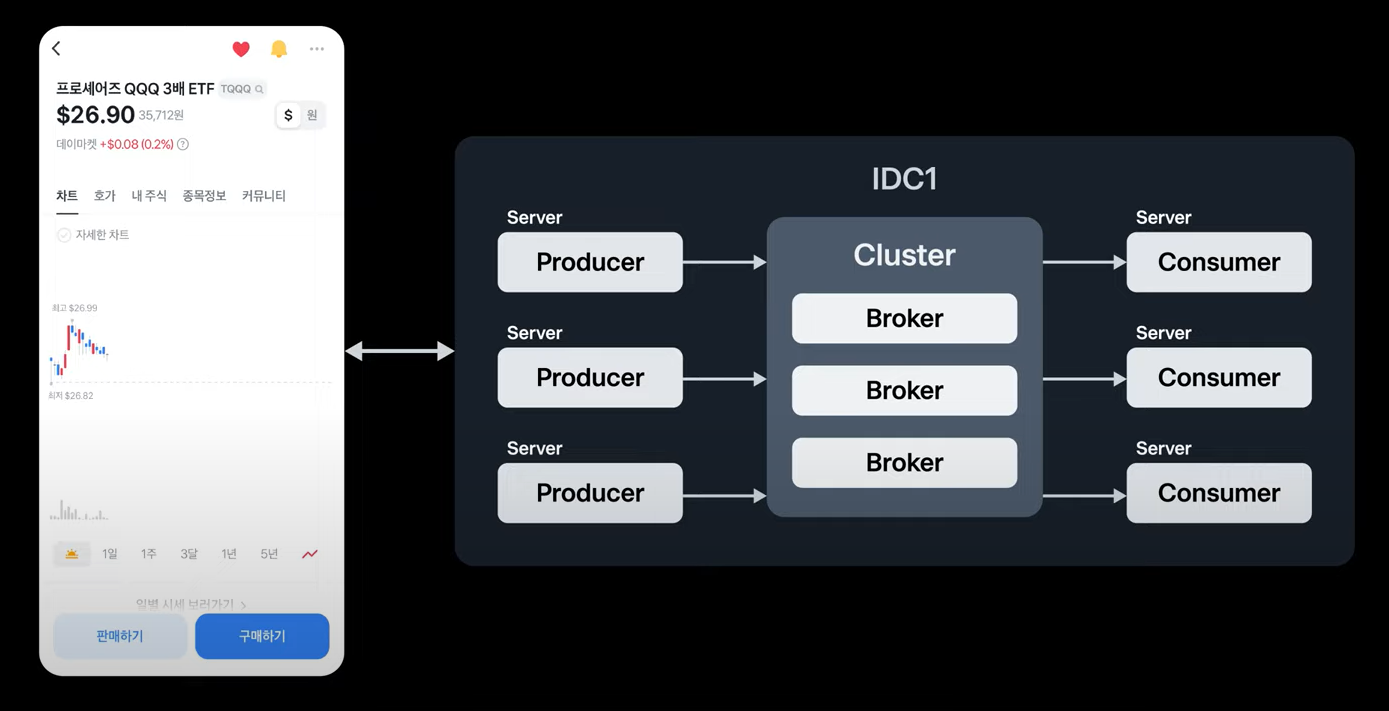 프로셰어즈 QQQ 3배 ETF TQQQ
$26.90 35,712원
$ 원
데이마켓 +$0.08 (0.2%) ?
차트 호가 내 주식 종목정보 커뮤니티
자세한 차트
최고 $26.99
최저 $26.82
1일 1주 3달 1년 5년
일별 시세 보러가기 >
판매하기 구매하기
IDC1
Server
Producer
Server
Producer
Server
Producer
Cluster
Broker
Broker
Broker
Server
Consumer
Server
Consumer
Server
Consumer